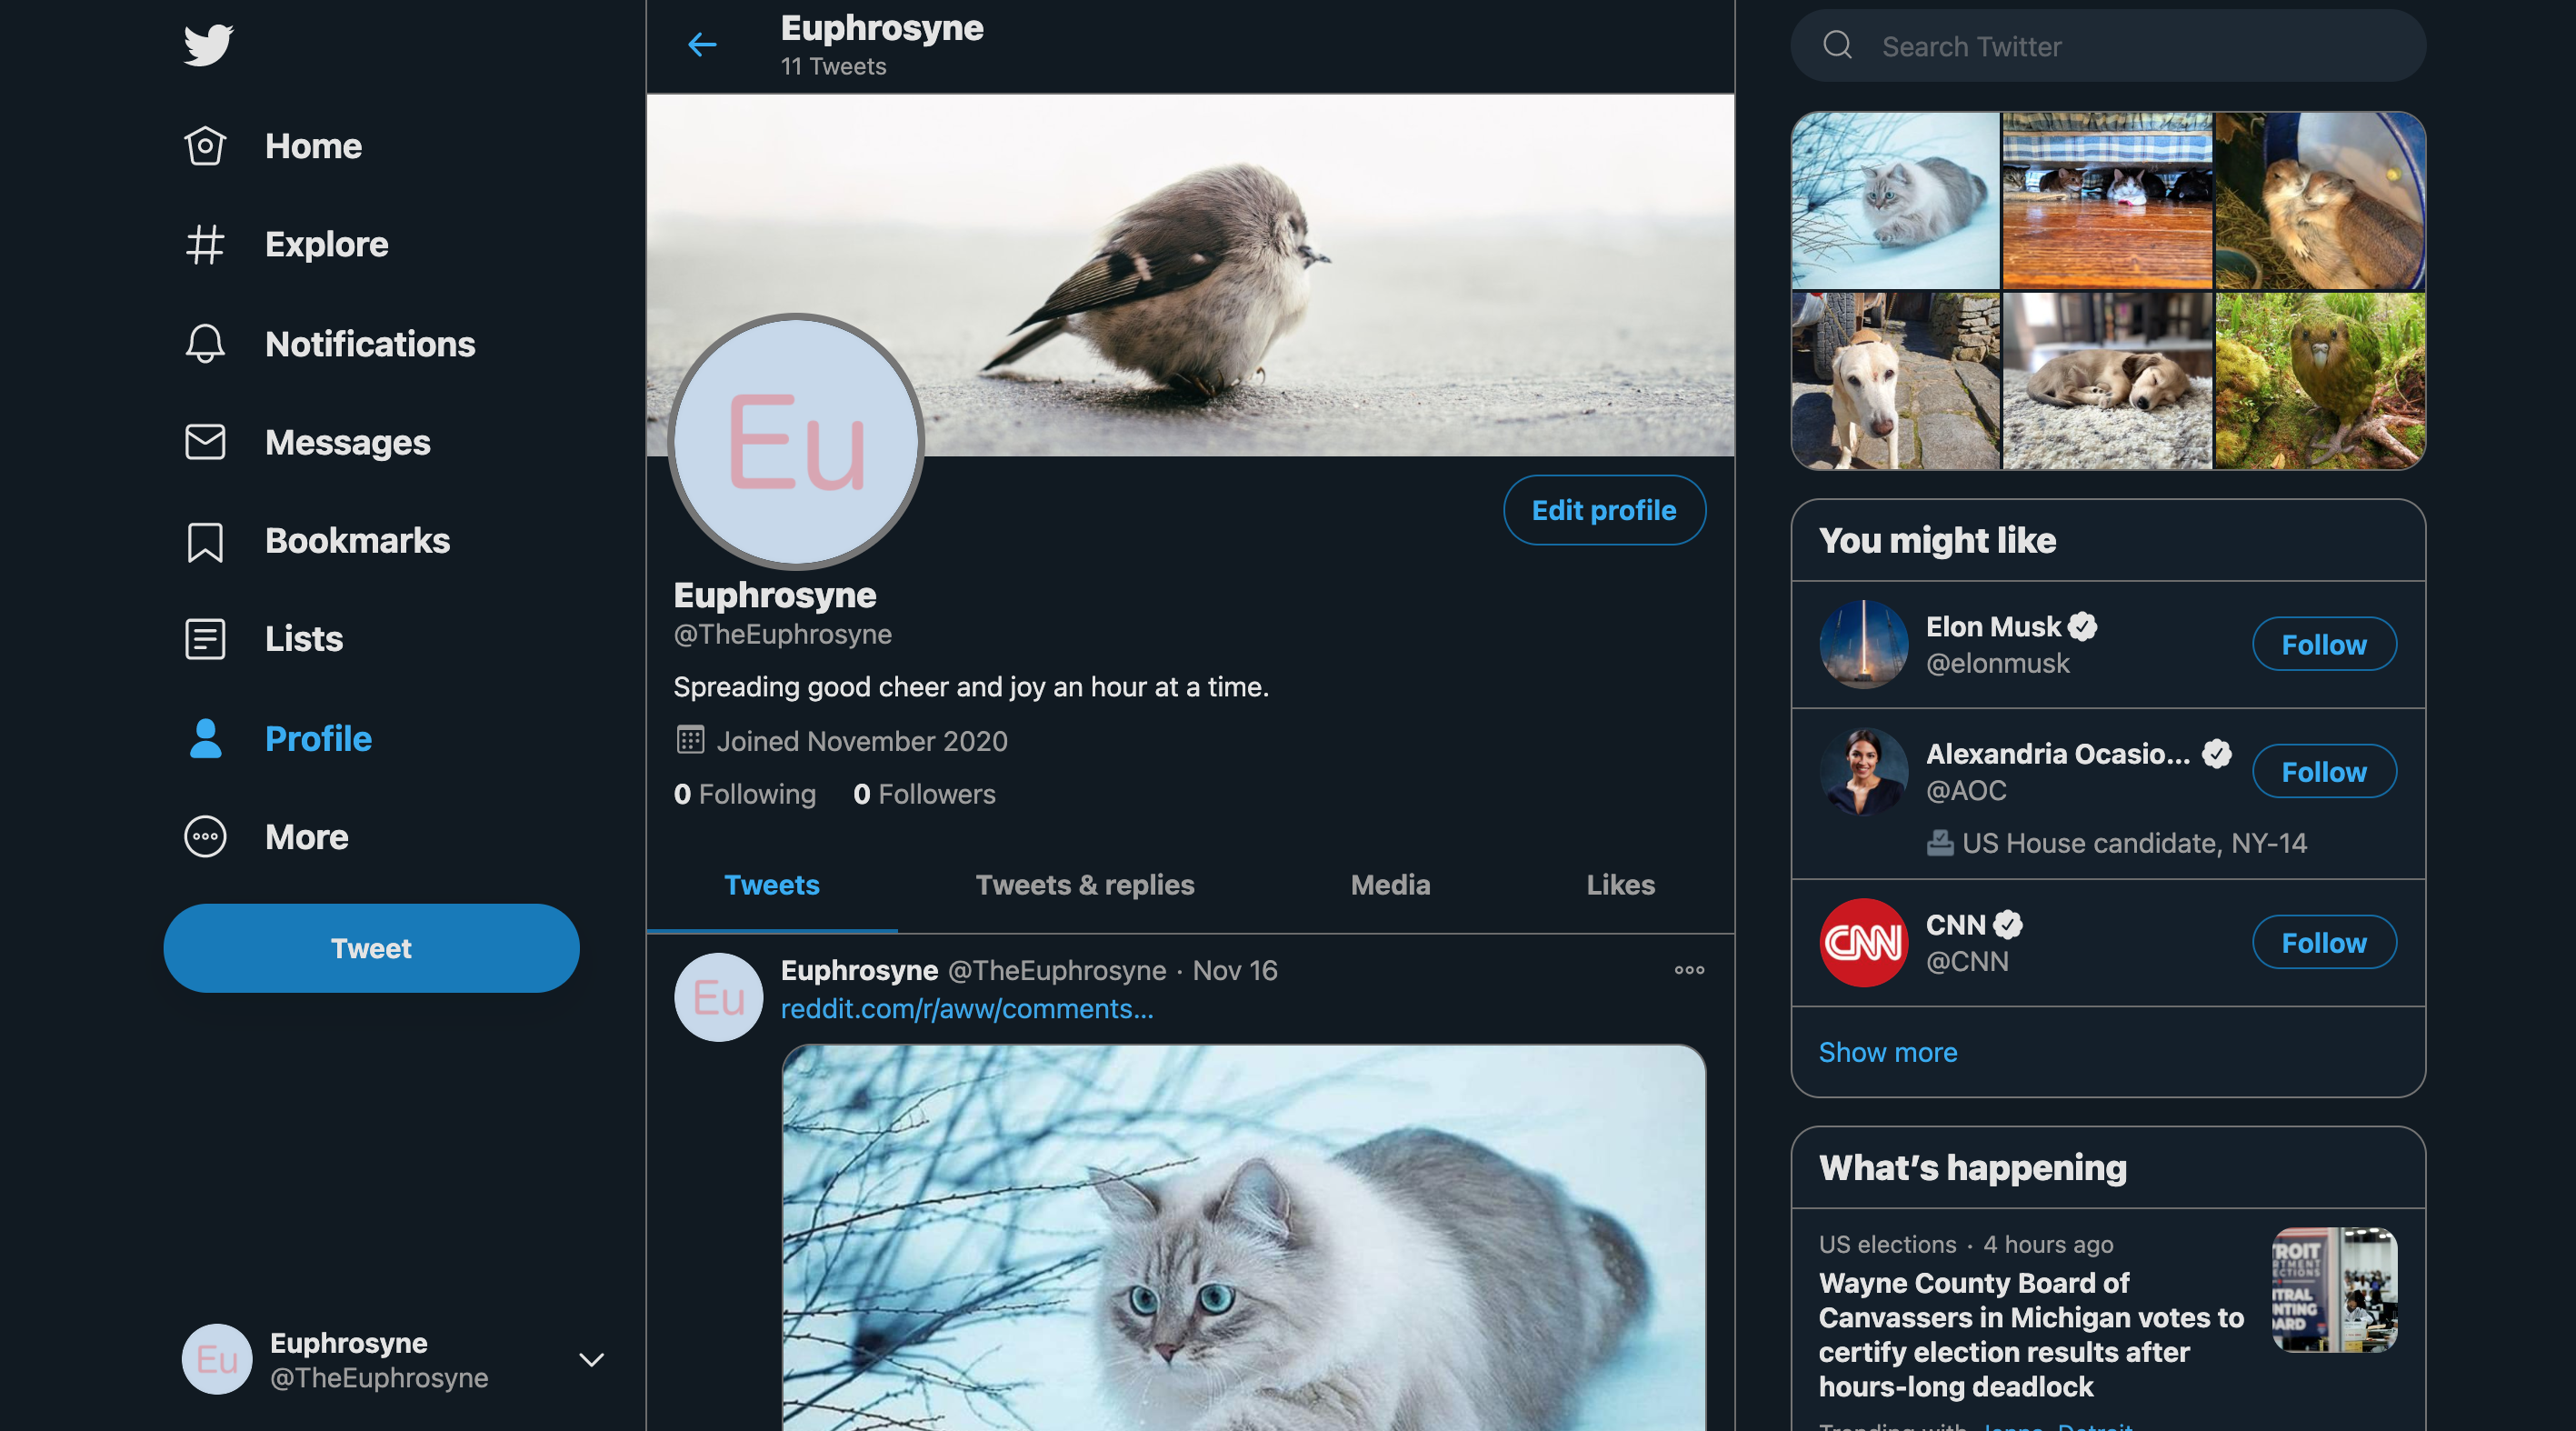 Home
Explore
Notifications
Messages
Bookmarks
Lists
Profile
More
Tweet
Euphrosyne
@TheEuphrosyne
Euphrosyne
11 Tweets
Eu
Edit profile
Euphrosyne
@TheEuphrosyne
Spreading good cheer and joy an hour at a time.
Joined November 2020
0 Following 0 Followers
Tweets Tweets & replies Media Likes
Euphrosyne @TheEuphrosyne · Nov 16
reddit.com/r/aww/comments...
Eu
Eu
Search Twitter
You might like
Elon Musk
@elonmusk
Follow
Alexandria Ocasio...
@AOC
Follow
US House candidate, NY-14
CNN
CNN
@CNN
Follow
Show more
What's happening
US elections · 4 hours ago
Wayne County Board of
Canvassers in Michigan votes to
certify election results after
hours-long deadlock
Trending with Jenna, Detroit